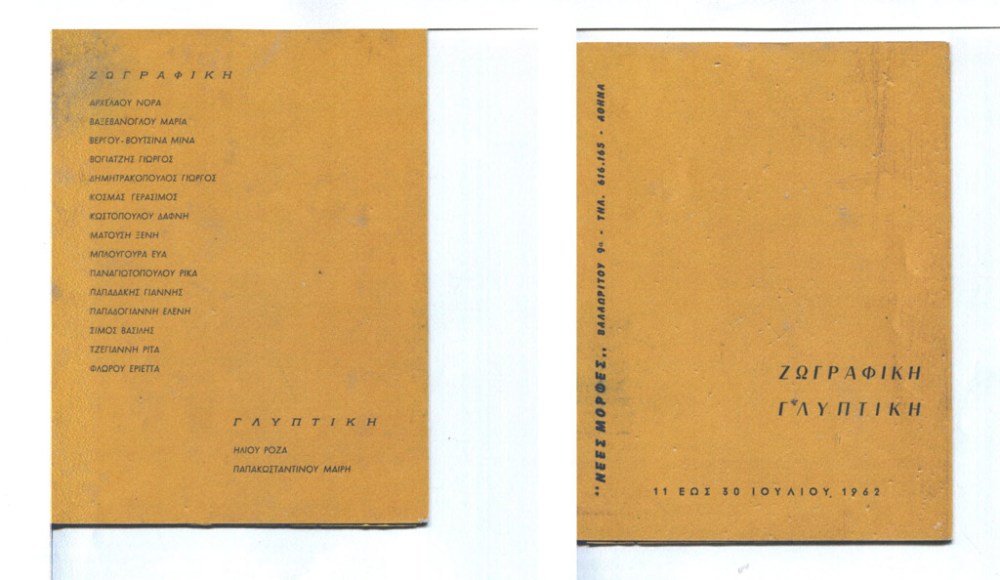 ΖΩΓΡΑΦΙΚΗ
ΑΡΧΕΛΑΟΥ ΝΟΡΑ
ΒΑΞΕΒΑΝΟΓΛΟΥ ΜΑΡΙΑ
ΒΕΡΓΟΥ-ΒΟΥΤΣΙΝΑ ΜΙΝΑ
ΒΟΓΙΑΤΖΗΣ ΓΙΩΡΓΟΣ
ΔΗΜΗΤΡΑΚΟΠΟΥΛΟΣ ΓΙΩΡΓΟΣ
ΚΟΣΜΑΣ ΓΕΡΑΣΙΜΟΣ
ΚΩΣΤΟΠΟΥΛΟΥ ΔΑΦΝΗ
ΜΑΤΟΥΣΗ ΞΕΝΗ
ΜΠΛΟΥΓΟΥΡΑ ΕΥΑ
ΠΑΝΑΓΙΩΤΟΠΟΥΛΟΥ ΡΙΚΑ
ΠΑΠΑΔΑΚΗΣ ΓΙΑΝΝΗΣ
ΠΑΠΑΔΟΓΙΑΝΝΗ ΕΛΕΝΗ
ΣΙΜΟΣ ΒΑΣΙΛΗΣ
ΤΖΕΓΙΑΝΝΗ ΡΙΤΑ
ΦΛΩΡΟΥ ΕΡΙΕΤΤΑ
ΓΛΥΠΤΙΚΗ
ΗΛΙΟΥ ΡΟΖΑ
ΠΑΠΑΚΩΣΤΑΝΤΙΝΟΥ ΜΑΙΡΗ
"ΝΕΕΣ ΜΟΡΦΕΣ,, ΒΑΛΑΩΡΙΤΟΥ 9α - ΤΗΛ. 616.165 - ΑΘΗΝΑ
ΖΩΓΡΑΦΙΚΗ
ΓΛΥΠΤΙΚΗ
11 ΕΩΣ 30 ΙΟΥΛΙΟΥ 1962